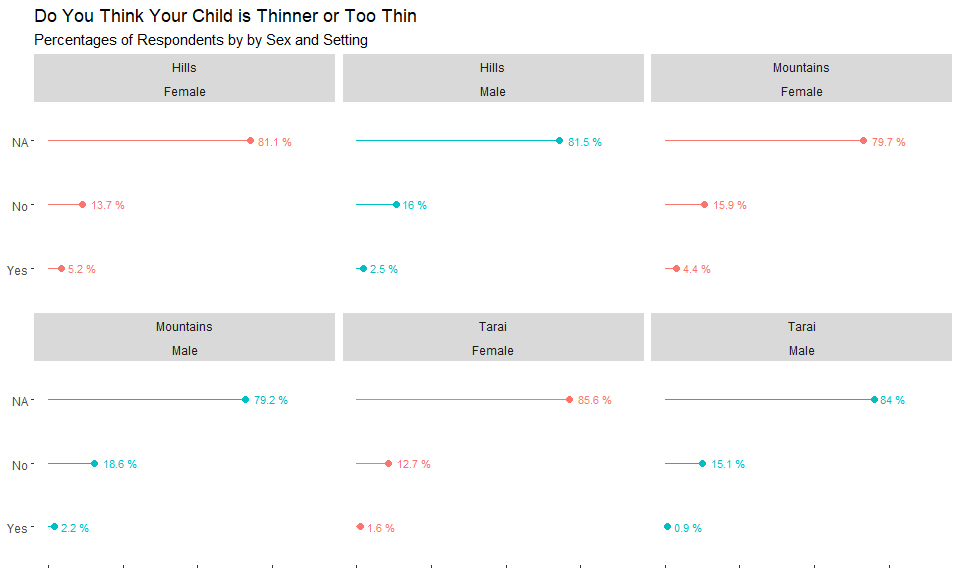 Do You Think Your Child is Thinner or Too Thin
Percentages of Respondents by by Sex and Setting
Hills
Female
Hills
Male
Mountains
Female
NA
81.1 %
81.5 %
79.7 %
No
13.7 %
16 %
15.9 %
Yes
5.2 %
2.5 %
4.4 %
Mountains
Male
Tarai
Female
Tarai
Male
NA
79.2 %
85.6 %
84 %
No
18.6 %
12.7 %
15.1 %
Yes
2.2 %
1.6 %
0.9 %